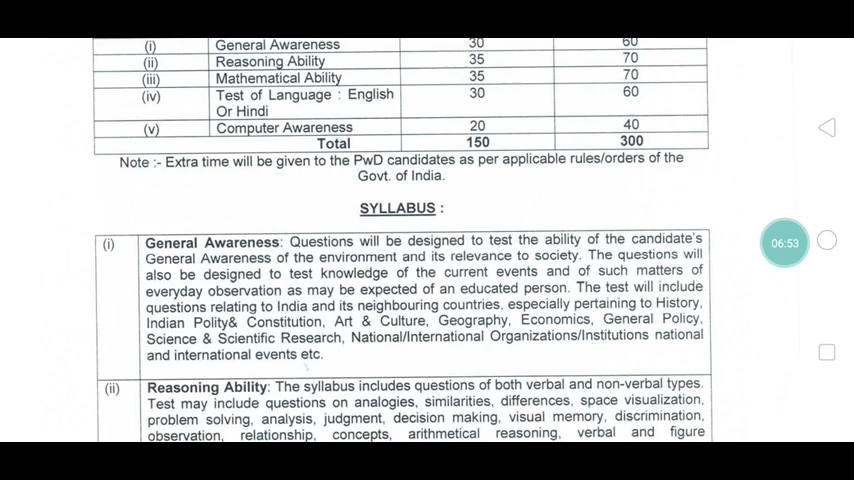 (i) General Awareness 30 60
(ii) Reasoning Ability 35 70
(iii) Mathematical Ability 35 70
(iv) Test of Language : English 30 60
Or Hindi
(v) Computer Awareness 20 40
Total 150 300
Note :- Extra time will be given to the PwD candidates as per applicable rules/orders of the
Govt. of India.
SYLLABUS :
(i) General Awareness: Questions will be designed to test the ability of the candidate's
General Awareness of the environment and its relevance to society. The questions will
also be designed to test knowledge of the current events and of such matters of
everyday observation as may be expected of an educated person. The test will include
questions relating to India and its neighbouring countries, especially pertaining to History,
Indian Polity& Constitution, Art & Culture, Geography, Economics, General Policy,
Science & Scientific Research, National/International Organizations/Institutions national
and international events etc.
06:53
(ii) Reasoning Ability: The syllabus includes questions of both verbal and non-verbal types.
Test may include questions on analogies, similarities, differences, space visualization,
problem solving, analysis, judgment, decision making, visual memory, discrimination,
observation, relationship, concepts, arithmetical reasoning, verbal and figure